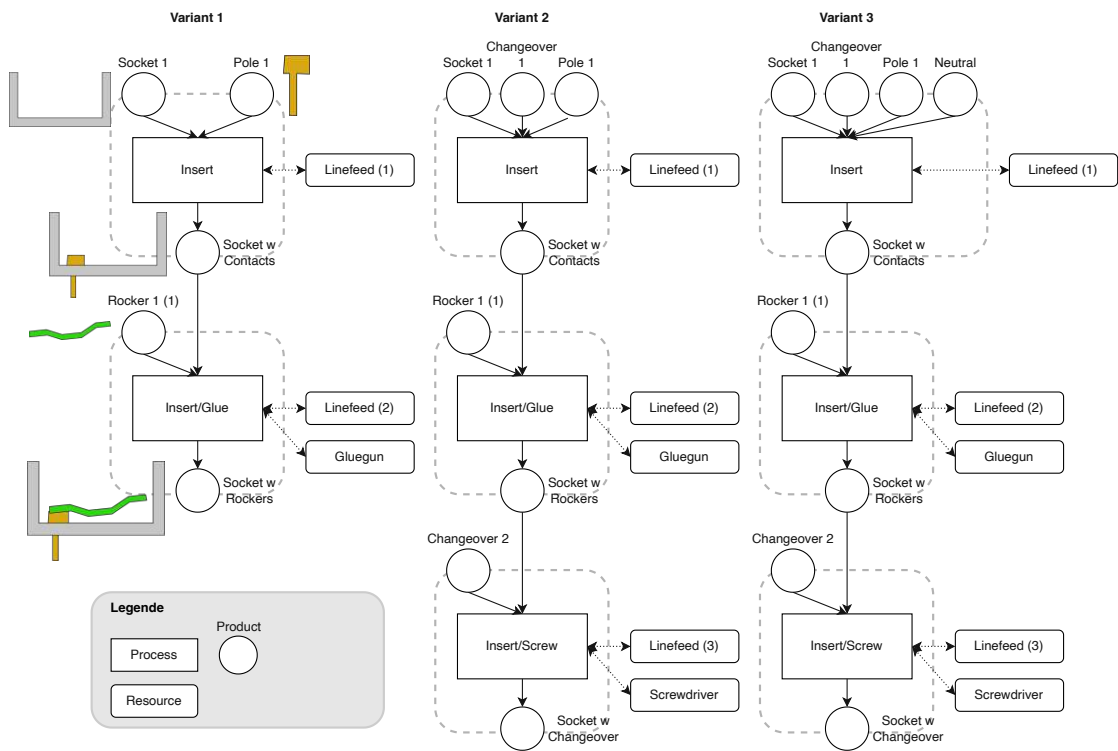 Variant 1
Variant 2
Variant 3
Socket 1
Pole 1
Changeover
Socket 1
1
Pole 1
Changeover
Socket 1
1
Pole 1
Neutral
Insert
Linefeed (1)
Insert
Linefeed (1)
Insert
Linefeed (1)
Socket w
Contacts
Socket w
Contacts
Socket w
Contacts
Rocker 1 (1)
Rocker 1 (1)
Rocker 1 (1)
Insert/Glue
Linefeed (2)
Gluegun
Insert/Glue
Linefeed (2)
Gluegun
Insert/Glue
Linefeed (2)
Gluegun
Socket w
Rockers
Socket w
Rockers
Socket w
Rockers
Changeover 2
Changeover 2
Insert/Screw
Linefeed (3)
Screwdriver
Insert/Screw
Linefeed (3)
Screwdriver
Socket w
Changeover
Socket w
Changeover
Legende
Product
Process
Resource